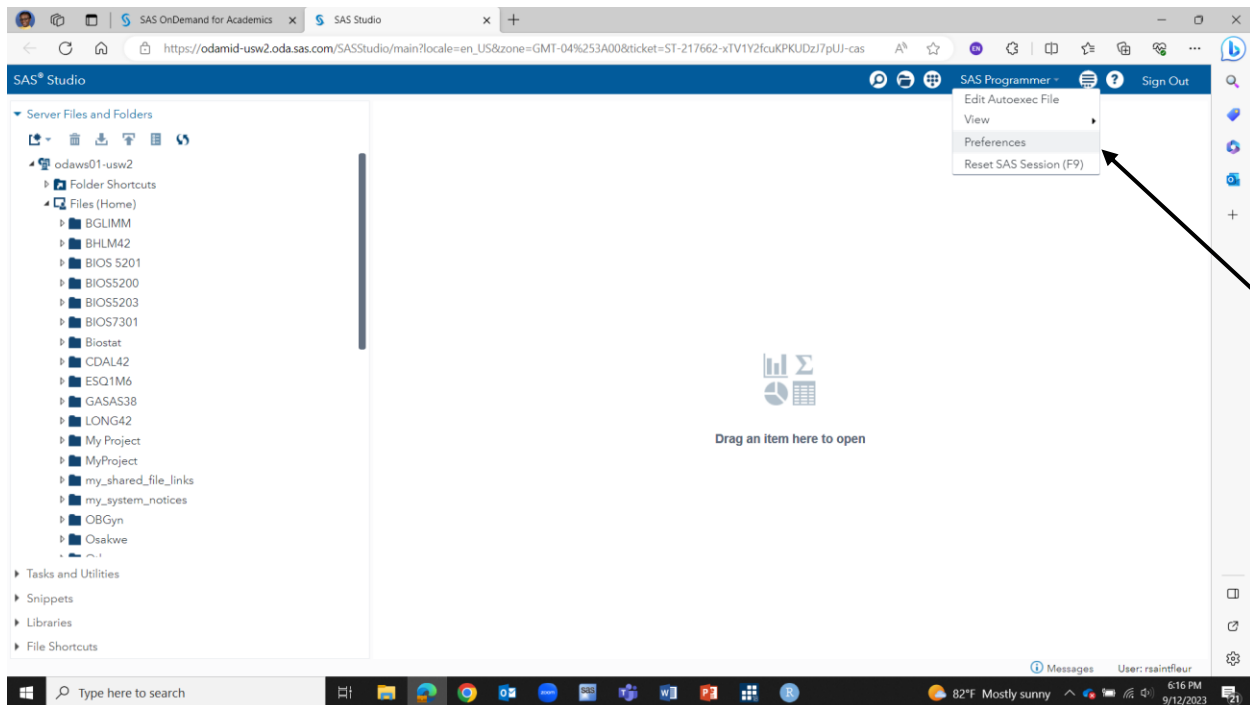 SAS OnDemand for Academics
SAS Studio
https://odamid-usw2.oda.sas.com/SASStudio/main?locale=en_US&zone=GMT-04%253A00&ticket=ST-217662-xTV1Y2fcuKPKUDzJ7pUJ-cas
SAS® Studio
SAS Programmer
Sign Out
Edit Autoexec File
View
Preferences
Reset SAS Session (F9)
Server Files and Folders
odaws01-usw2
Folder Shortcuts
Files (Home)
BGLIMM
BHLM42
BIOS 5201
BIOS5200
BIOS5203
BIOS7301
Biostat
CDAL42
ESQ1M6
GASAS38
LONG42
My Project
MyProject
my_shared_file_links
my_system_notices
OBGyn
Osakwe
Tasks and Utilities
Snippets
Libraries
File Shortcuts
Drag an item here to open
Messages User: rsaintfleur
Type here to search
82°F Mostly sunny
6:16 PM
9/12/2023
21